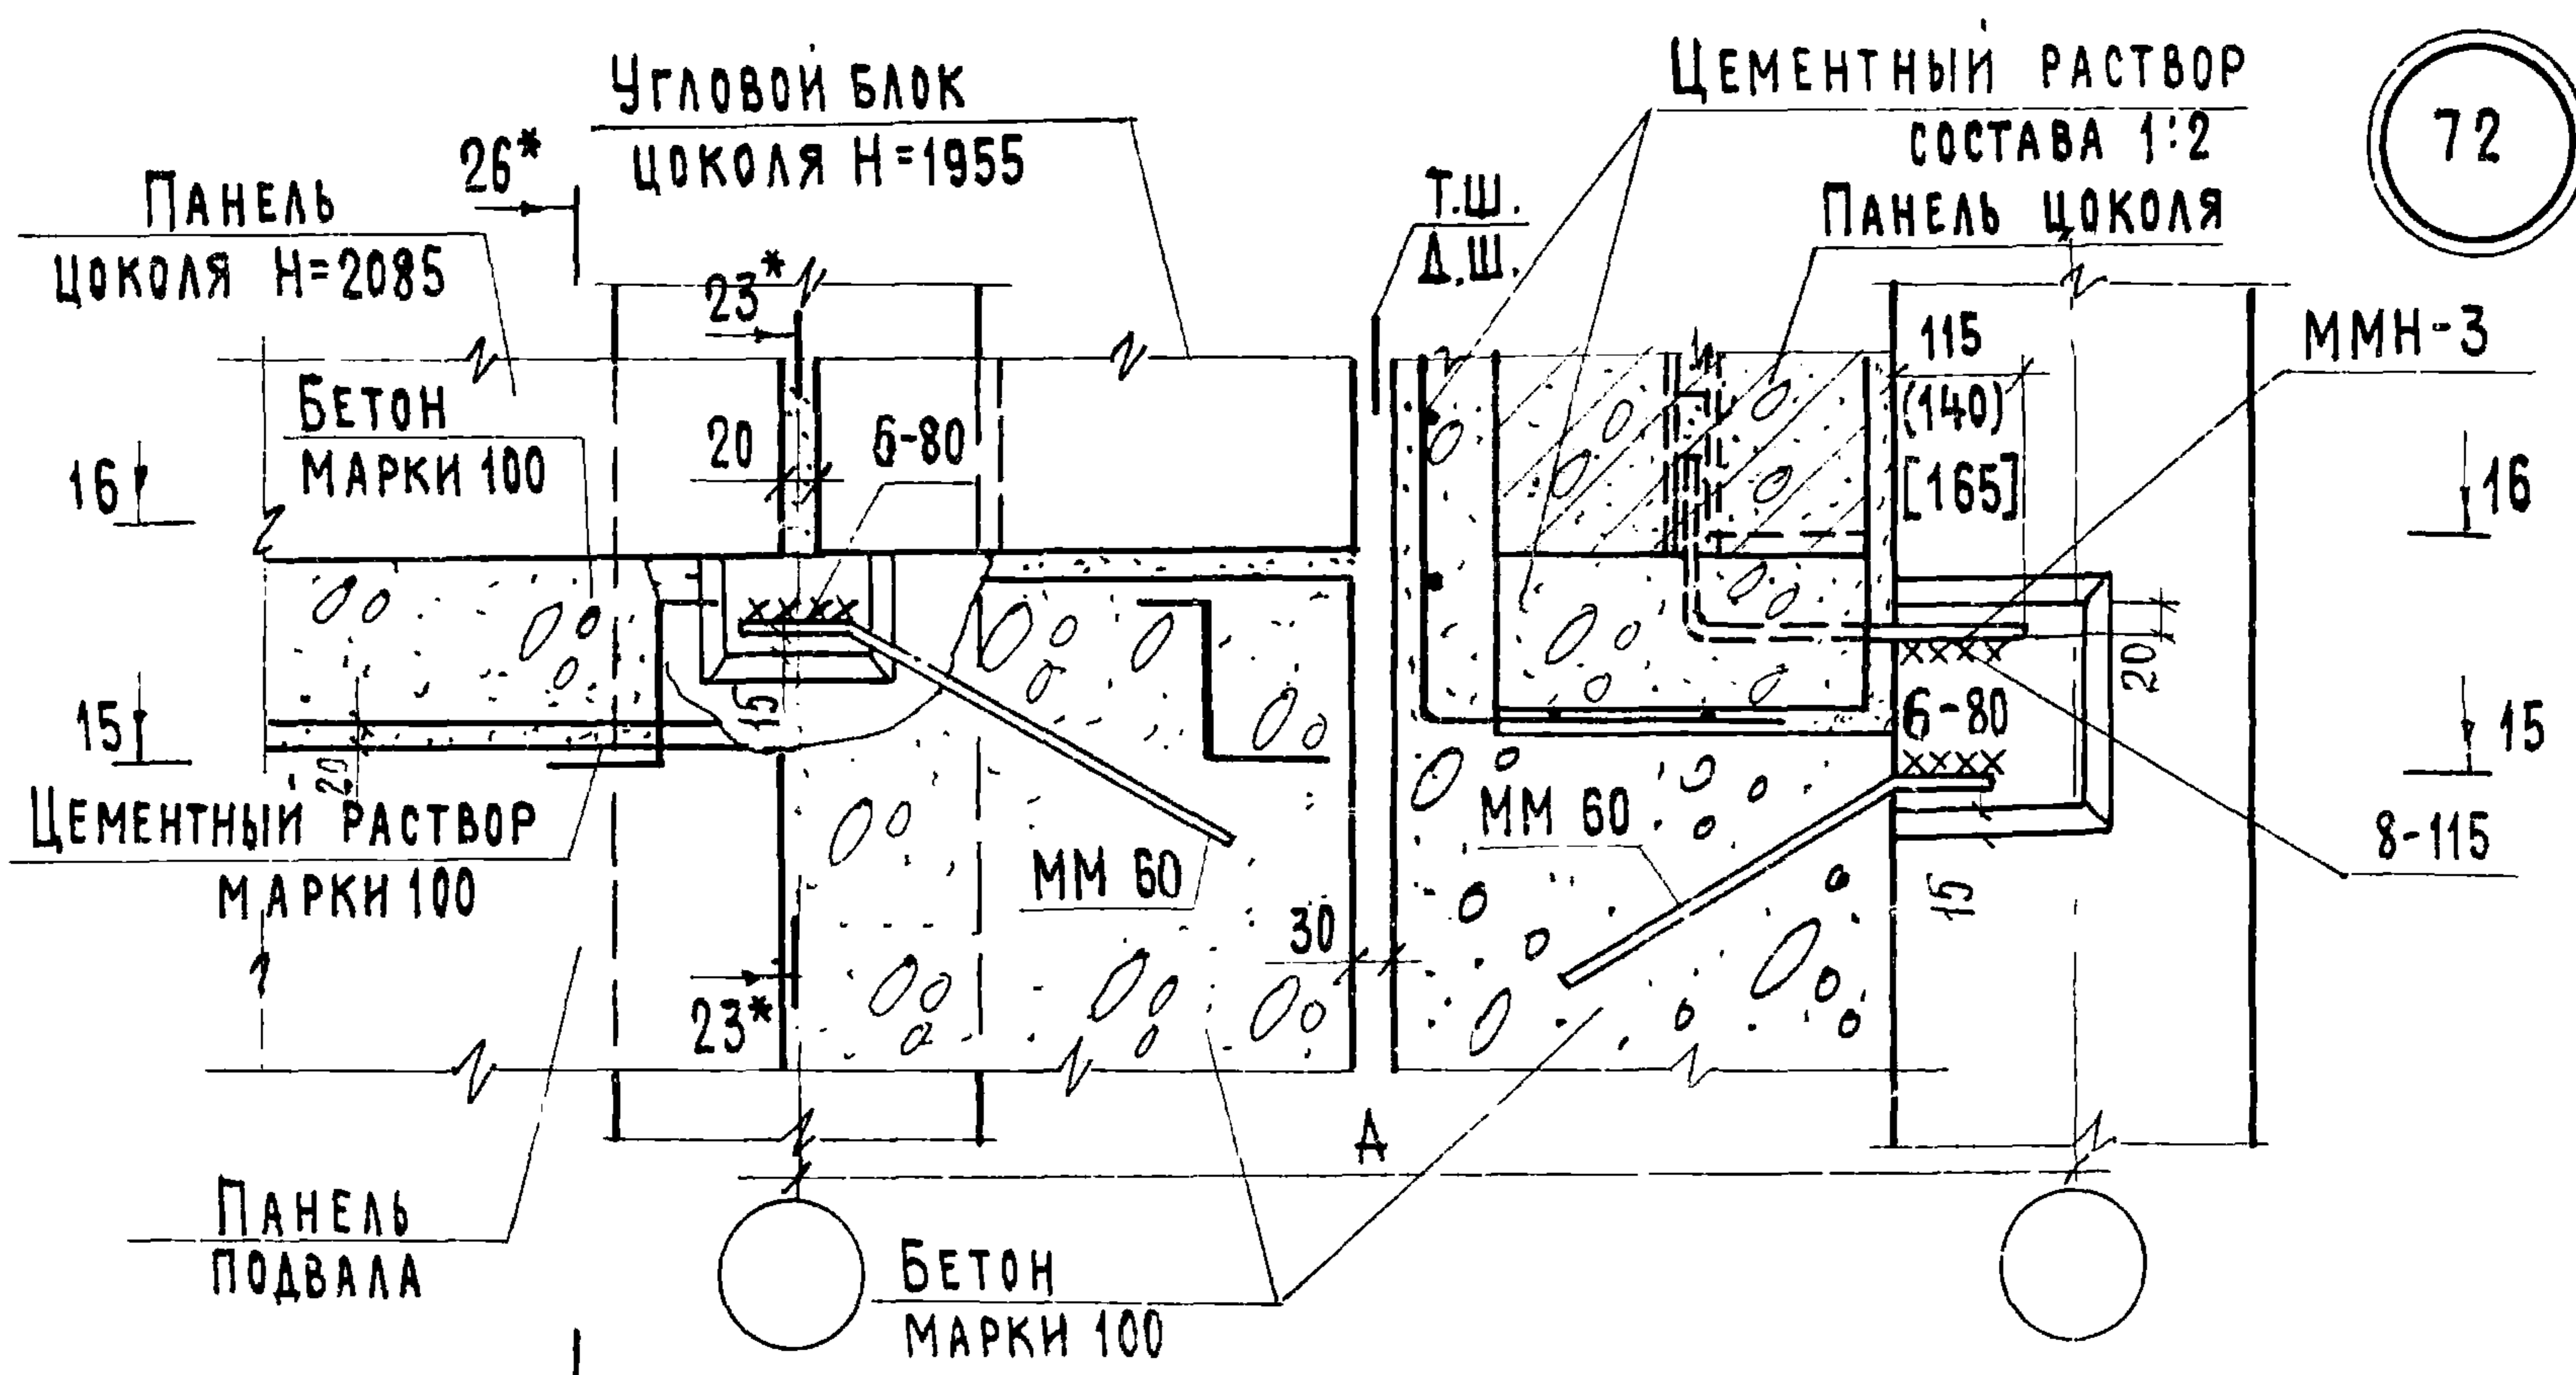 Угловой блок
цоколя Н=1955
Цементный раствор
состава 1:2
72
26*
Панель
цоколя Н=2085
Т.Ш.
Д.Ш.
Панель цоколя
23*
115
(140)
[165]
ММН-3
Бетон
марки 100
20
6-80
16
16
15
15
15
20
6-80
20
Цементный раствор
марки 100
ММ 60
ММ 60
8-115
15
30
23*
А
Панель
подвала
Бетон
марки 100